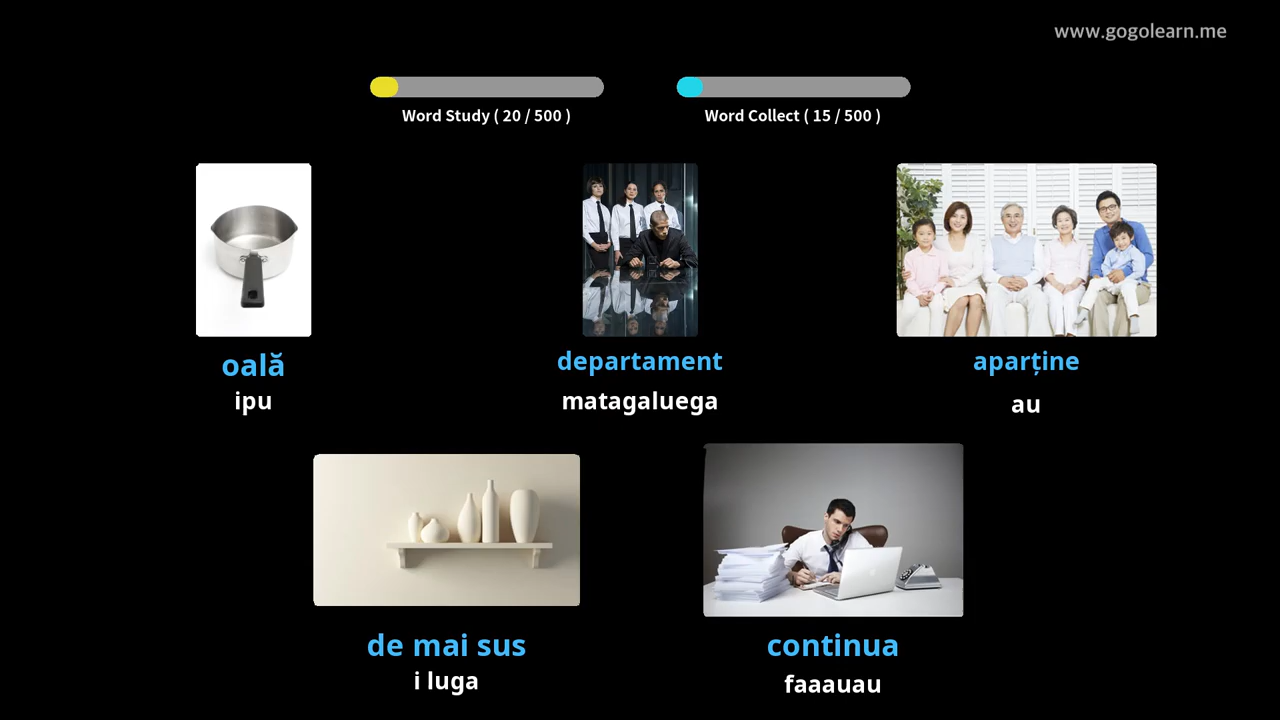 www.gogolearn.me
Word Study ( 20 / 500 )
Word Collect ( 15 / 500 )
oală
ipu
departament
matagaluega
aparține
au
de mai sus
i luga
continua
faaauau